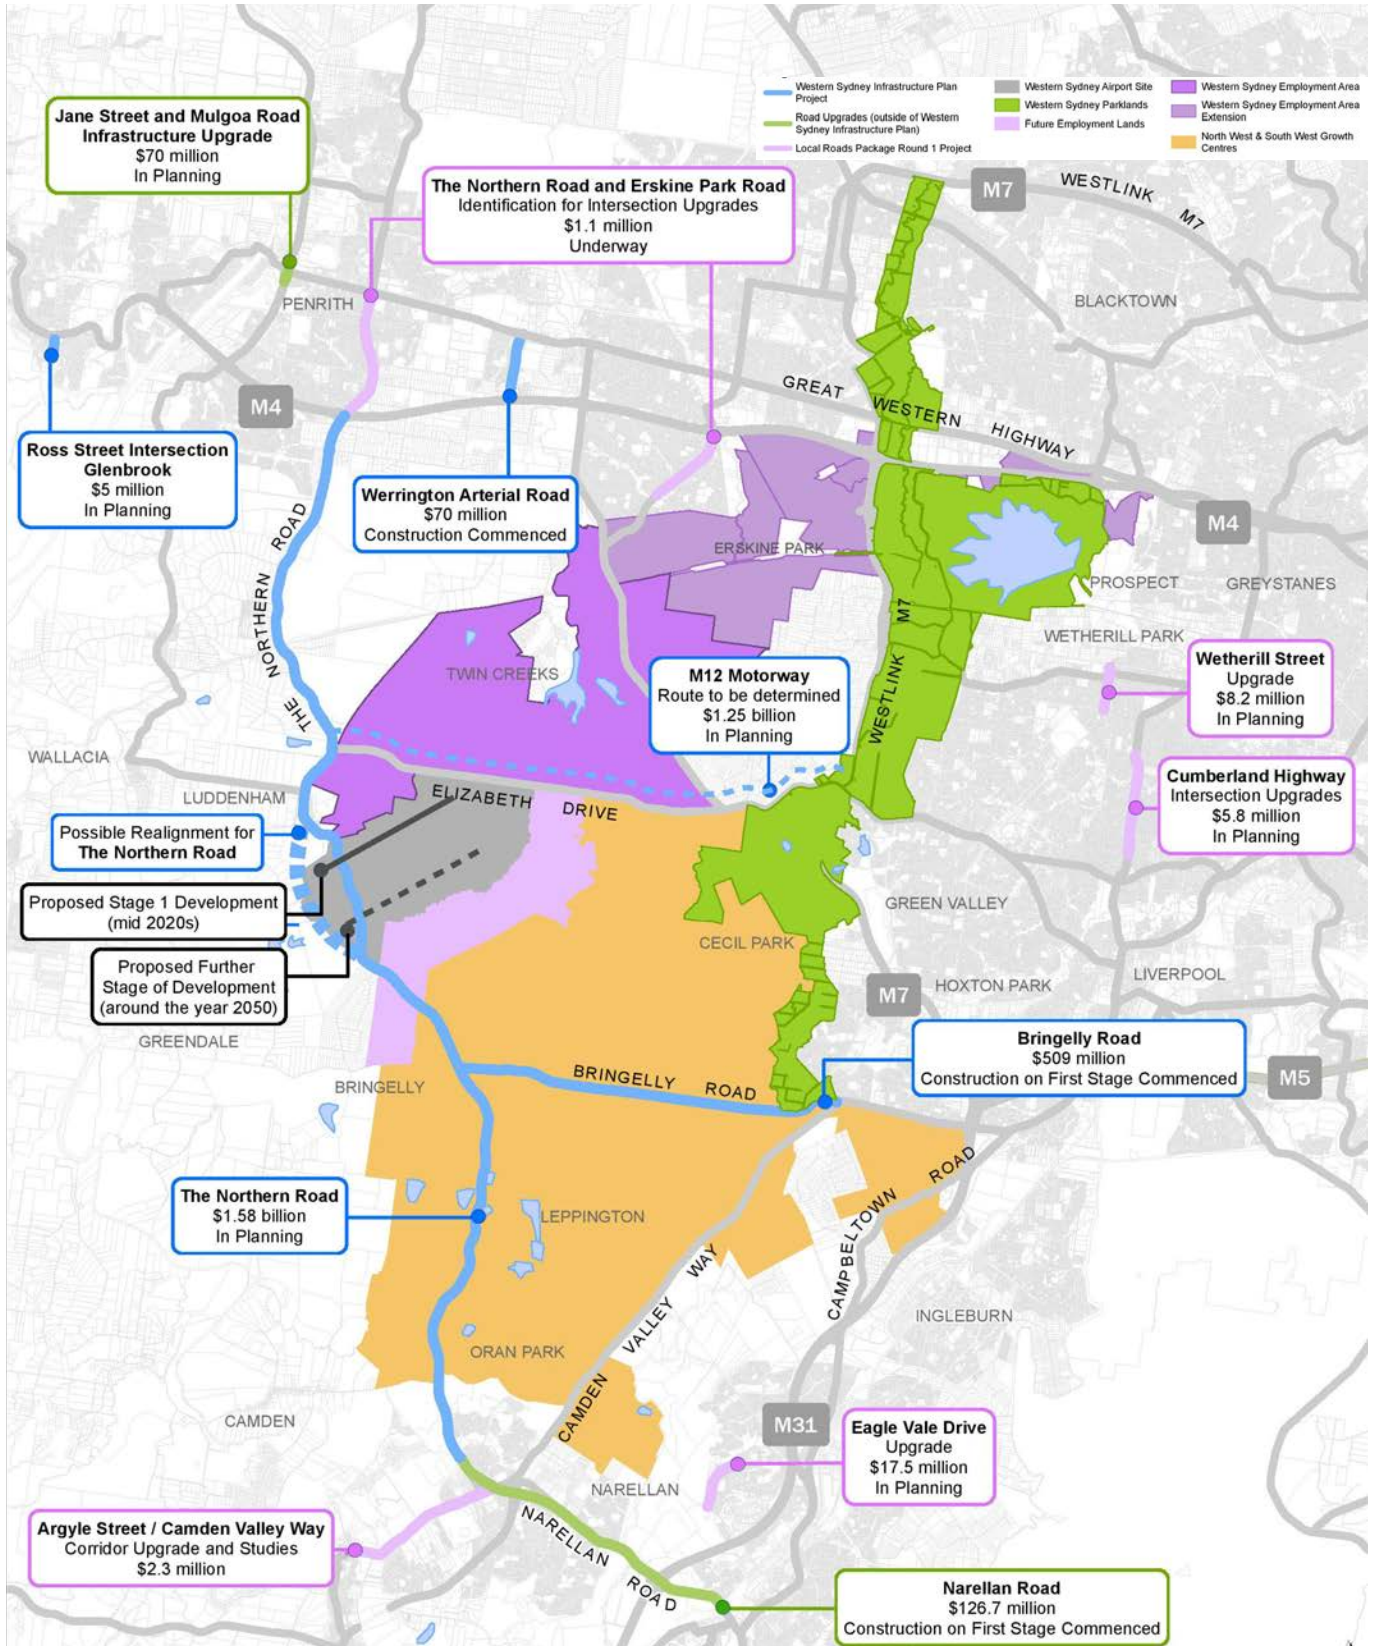 Western Sydney Infrastructure Plan
Project
Road Upgrades (outside of Western
Sydney Infrastructure Plan)
Local Roads Package Round 1 Project
Western Sydney Airport Site
Western Sydney Parklands
Future Employment Lands
Western Sydney Employment Area
Western Sydney Employment Area
Extension
North West & South West Growth
Centres
Jane Street and Mulgoa Road
Infrastructure Upgrade
$70 million
In Planning
The Northern Road and Erskine Park Road
Identification for Intersection Upgrades
$1.1 million
Underway
M7
WESTLINK M7
BLACKTOWN
PENRITH
M4
GREAT WESTERN HIGHWAY
Ross Street Intersection
Glenbrook
$5 million
In Planning
Werrington Arterial Road
$70 million
Construction Commenced
M4
THE NORTHERN ROAD
ERSKINE PARK
PROSPECT
GREYSTANES
WETHERILL PARK
TWIN CREEKS
M12 Motorway
Route to be determined
$1.25 billion
In Planning
WESTLINK M7
Wetherill Street
Upgrade
$8.2 million
In Planning
WALLACIA
LUDDENHAM
ELIZABETH DRIVE
Cumberland Highway
Intersection Upgrades
$5.8 million
In Planning
Possible Realignment for
The Northern Road
Proposed Stage 1 Development
(mid 2020s)
Proposed Further
Stage of Development
(around the year 2050)
GREENDALE
GREEN VALLEY
CECIL PARK
LIVERPOOL
M7
HOXTON PARK
Bringelly Road
$509 million
Construction on First Stage Commenced
M5
BRINGELLY
BRINGELLY ROAD
The Northern Road
$1.58 billion
In Planning
LEPPINGTON
CAMPBELTOWN ROAD
CAMDEN VALLEY WAY
INGLEBURN
ORAN PARK
CAMDEN
M31
Eagle Vale Drive
Upgrade
$17.5 million
In Planning
NARELLAN
NARELLAN ROAD
Argyle Street / Camden Valley Way
Corridor Upgrade and Studies
$2.3 million
Narellan Road
$126.7 million
Construction on First Stage Commenced